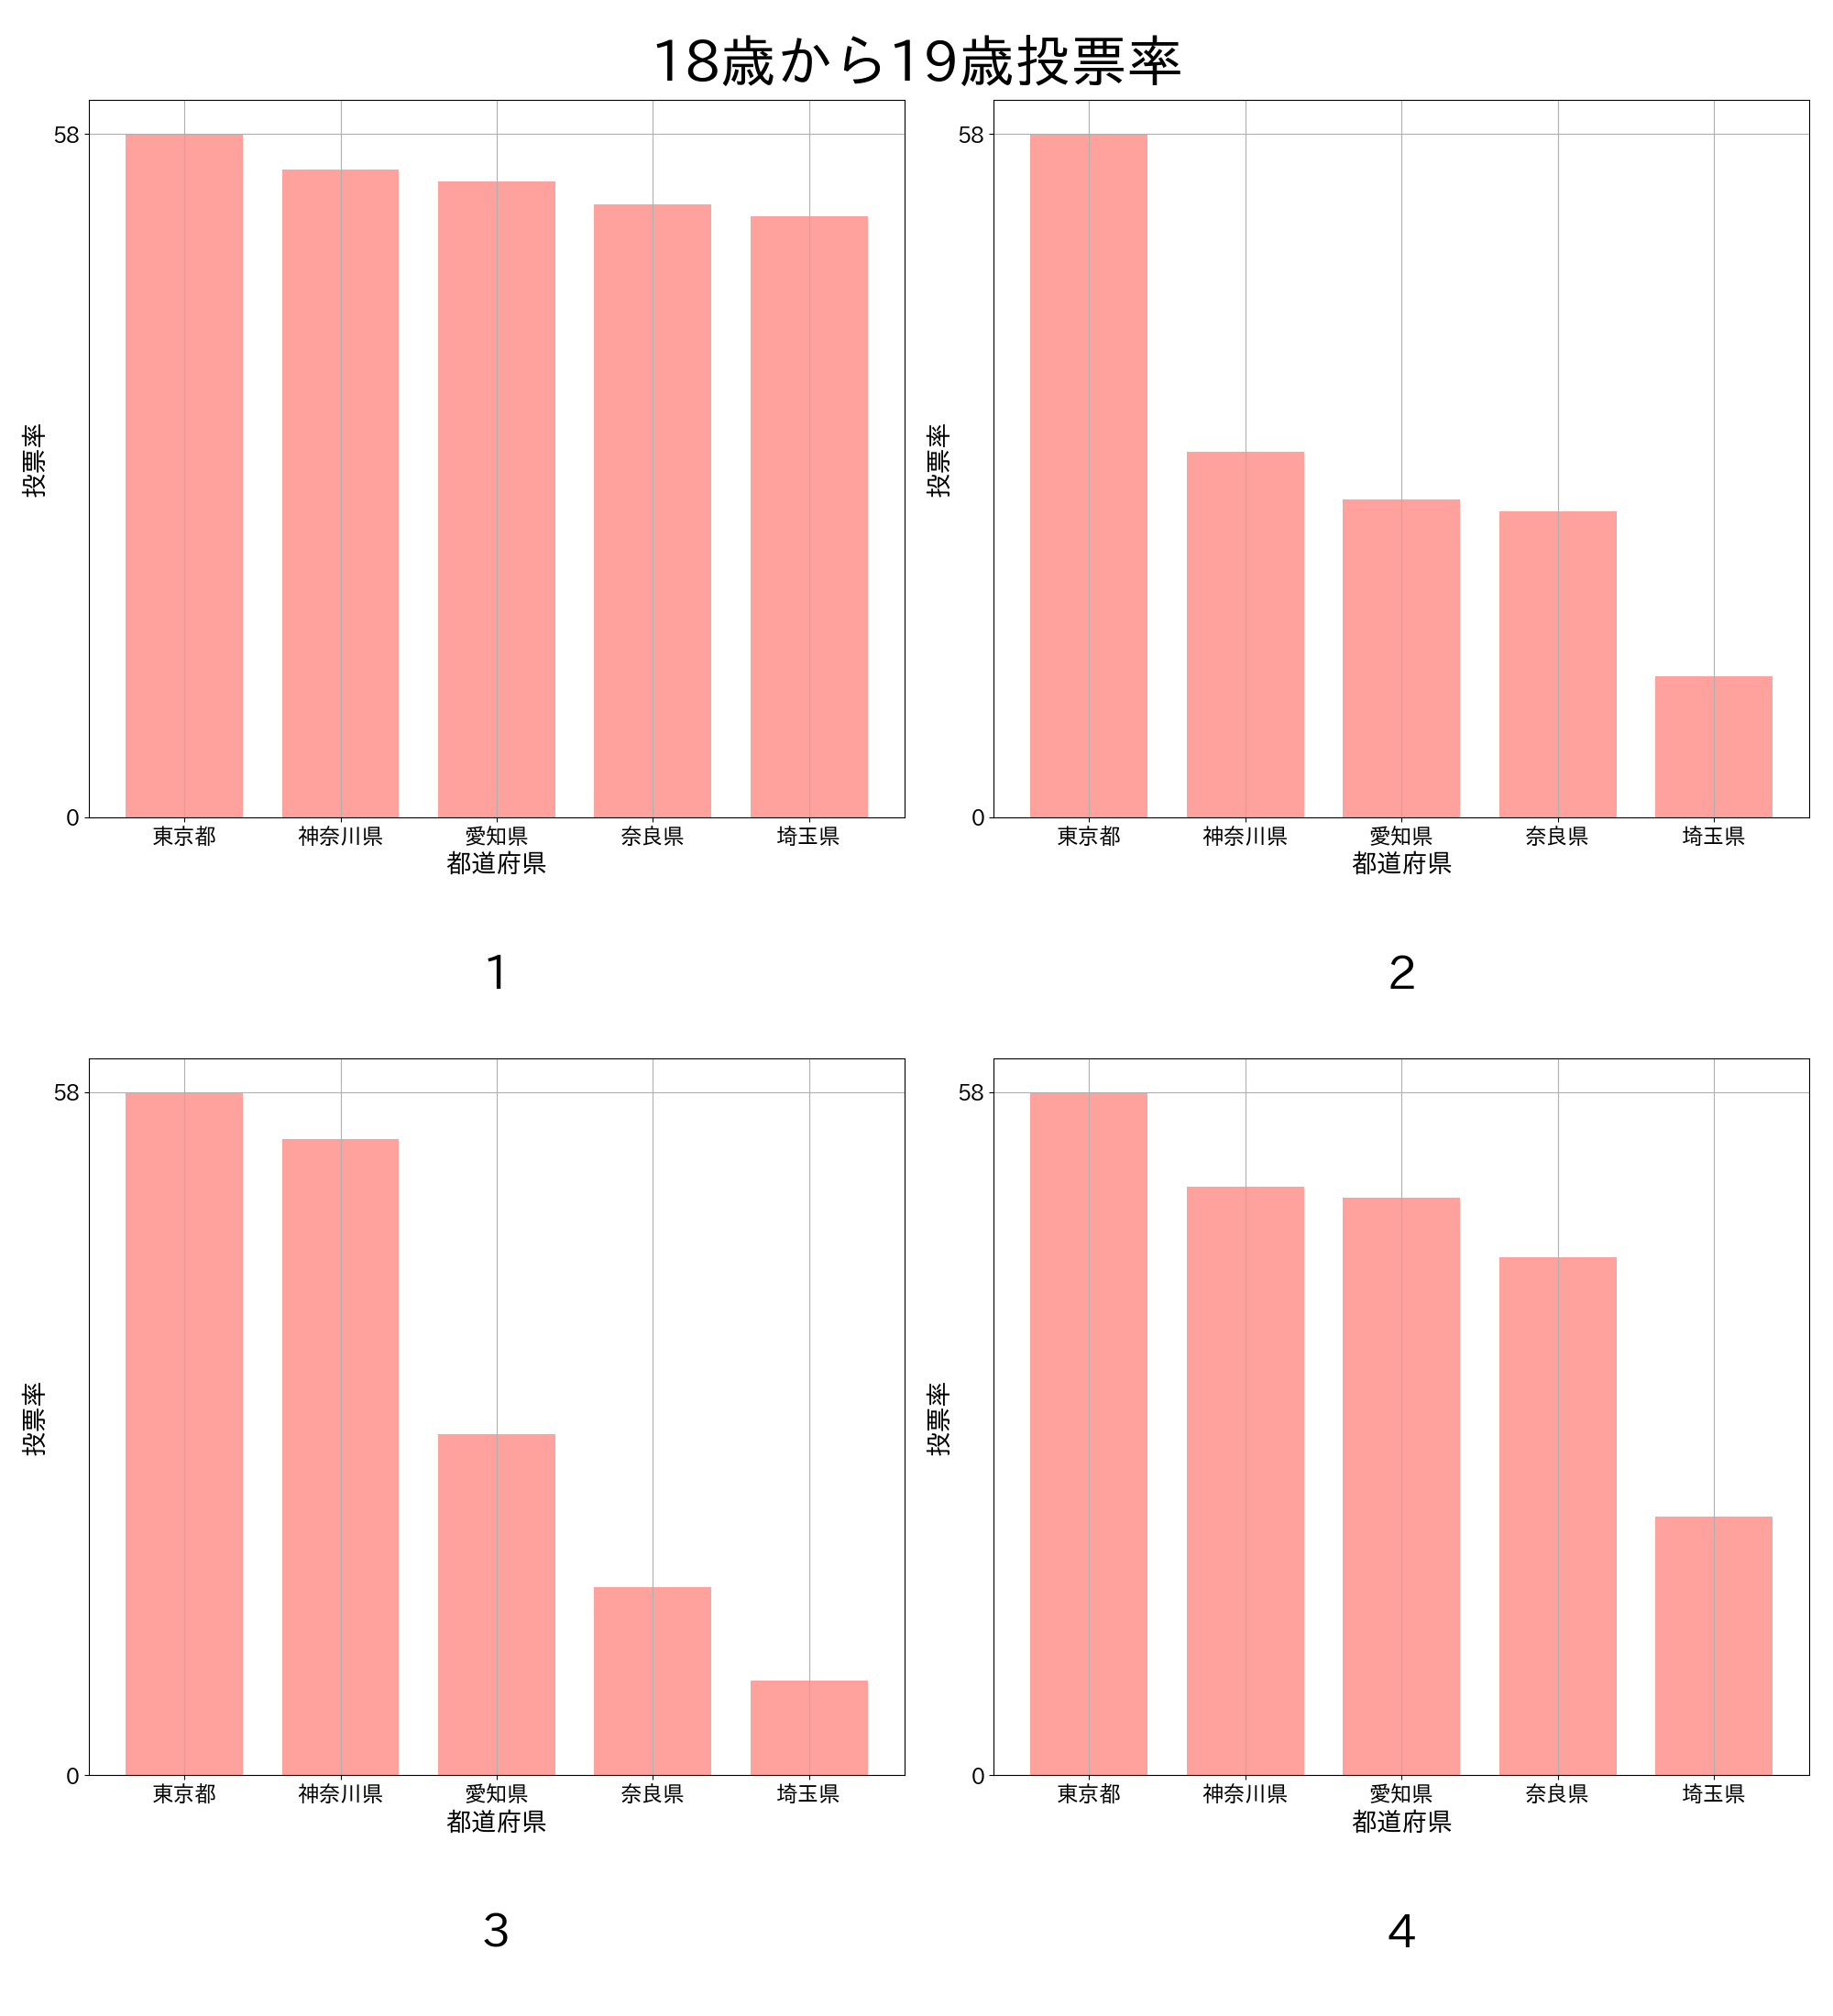 18歳から19歳投票率
58
0
投票率
東京都 神奈川県 愛知県 奈良県 埼玉県
都道府県
1
58
0
投票率
東京都 神奈川県 愛知県 奈良県 埼玉県
都道府県
2
58
0
投票率
東京都 神奈川県 愛知県 奈良県 埼玉県
都道府県
3
58
0
投票率
東京都 神奈川県 愛知県 奈良県 埼玉県
都道府県
4